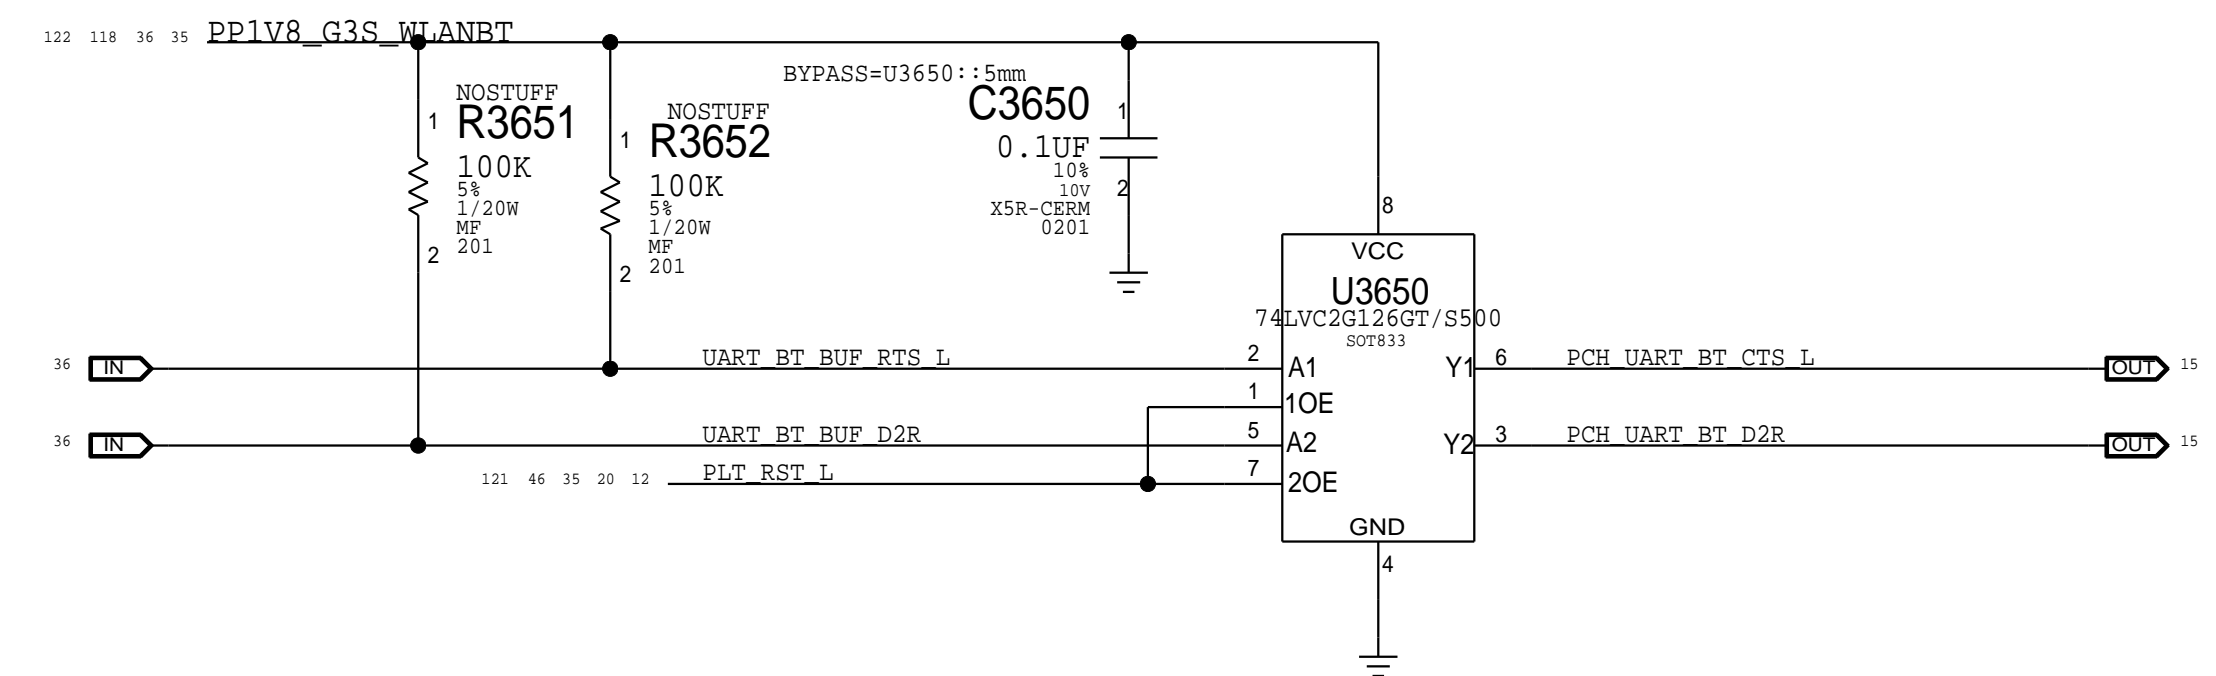 122 118 36 35 PP1V8_G3S_WLANBT
BYPASS=U3650::5mm
NOSTUFF
R3651
1
100K
5%
1/20W
MF
201
2
NOSTUFF
R3652
1
100K
5%
1/20W
MF
201
2
C3650
1
0.1UF
10%
10V
2
X5R-CERM
0201
8
VCC
U3650
74LVC2G126GT/S500
SOT833
36 IN UART_BT_BUF_RTS_L 2 A1 Y1 6 PCH_UART_BT_CTS_L OUT 15
1 1OE
36 IN UART_BT_BUF_D2R 5 A2 Y2 3 PCH_UART_BT_D2R OUT 15
121 46 35 20 12 PLT_RST_L 7 2OE
GND
4